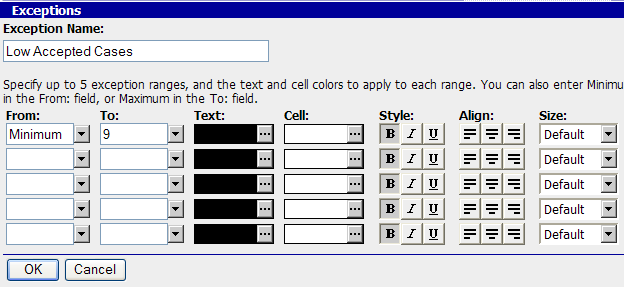 Exceptions
Exception Name:
Low Accepted Cases
Specify up to 5 exception ranges, and the text and cell colors to apply to each range. You can also enter Minimu
in the From: field, or Maximum in the To: field.
From: To: Text: Cell: Style: Align: Size:
Minimum 9 ... ... B I U Default
... ... B I U Default
... ... B I U Default
... ... B I U Default
... ... B I U Default
OK Cancel